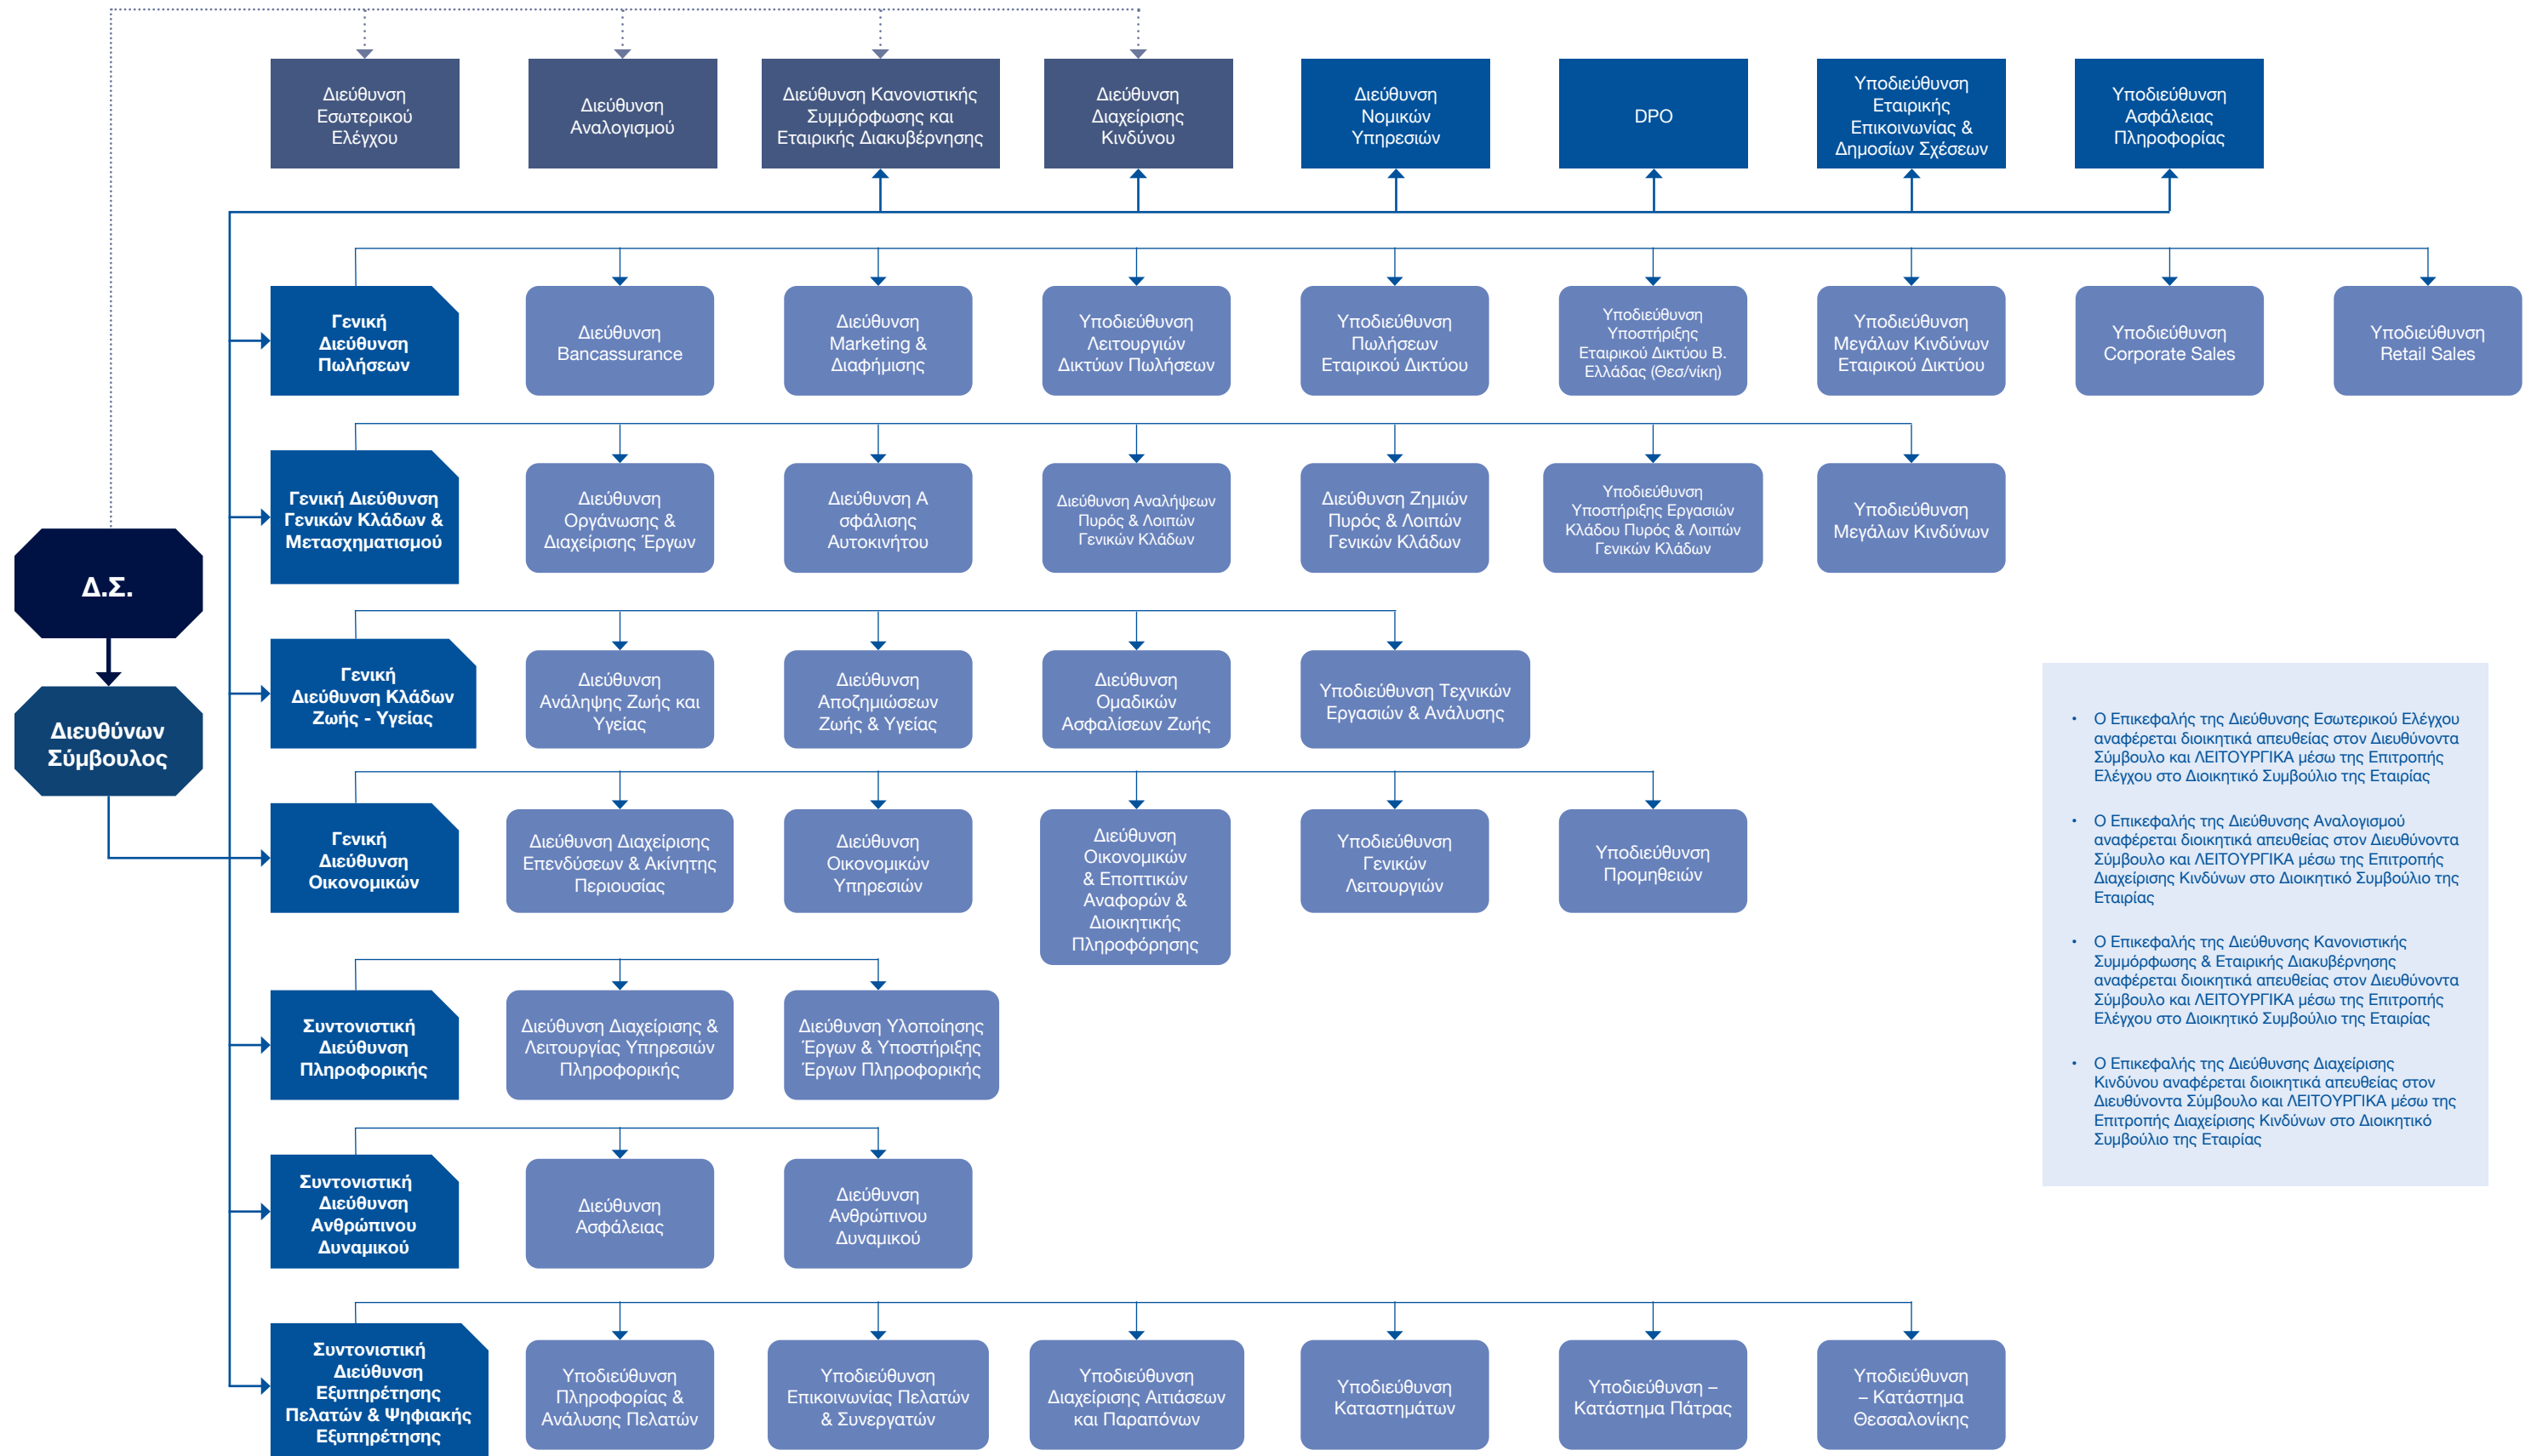 Διεύθυνση
Εσωτερικού
Ελέγχου
Διεύθυνση
Αναλογισμού
Διεύθυνση Κανονιστικής
Συμμόρφωσης και
Εταιρικής Διακυβέρνησης
Διεύθυνση
Διαχείρισης
Κινδύνου
Διεύθυνση
Νομικών
Υπηρεσιών
DPO
Υποδιεύθυνση
Εταιρικής
Επικοινωνίας &
Δημοσίων Σχέσεων
Υποδιεύθυνση
Ασφάλειας
Πληροφορίας
Γενική
Διεύθυνση
Πωλήσεων
Διεύθυνση
Bancassurance
Διεύθυνση
Marketing &
Διαφήμισης
Υποδιεύθυνση
Λειτουργιών
Δικτύων Πωλήσεων
Υποδιεύθυνση
Πωλήσεων
Εταιρικού Δικτύου
Υποδιεύθυνση
Υποστήριξης
Εταιρικού Δικτύου Β.
Ελλάδας (Θεσ/νίκη)
Υποδιεύθυνση
Μεγάλων Κινδύνων
Εταιρικού Δικτύου
Υποδιεύθυνση
Corporate Sales
Υποδιεύθυνση
Retail Sales
Γενική Διεύθυνση
Γενικών Κλάδων &
Μετασχηματισμού
Διεύθυνση
Οργάνωσης &
Διαχείρισης Έργων
Διεύθυνση Α
σφάλισης
Αυτοκινήτου
Διεύθυνση Αναλήψεων
Πυρός & Λοιπών
Γενικών Κλάδων
Διεύθυνση Ζημιών
Πυρός & Λοιπών
Γενικών Κλάδων
Υποδιεύθυνση
Υποστήριξης Εργασιών
Κλάδου Πυρός & Λοιπών
Γενικών Κλάδων
Υποδιεύθυνση
Μεγάλων Κινδύνων
Δ.Σ.
Διευθύνων
Σύμβουλος
Γενική
Διεύθυνση Κλάδων
Ζωής - Υγείας
Διεύθυνση
Ανάληψης Ζωής και
Υγείας
Διεύθυνση
Αποζημιώσεων
Ζωής & Υγείας
Διεύθυνση
Ομαδικών
Ασφαλίσεων Ζωής
Υποδιεύθυνση Τεχνικών
Εργασιών & Ανάλυσης
Γενική
Διεύθυνση
Οικονομικών
Διεύθυνση Διαχείρισης
Επενδύσεων & Ακίνητης
Περιουσίας
Διεύθυνση
Οικονομικών
Υπηρεσιών
Διεύθυνση
Οικονομικών
& Εποπτικών
Αναφορών &
Διοικητικής
Πληροφόρησης
Υποδιεύθυνση
Γενικών
Λειτουργιών
Υποδιεύθυνση
Προμηθειών
Συντονιστική
Διεύθυνση
Πληροφορικής
Διεύθυνση Διαχείρισης &
Λειτουργίας Υπηρεσιών
Πληροφορικής
Διεύθυνση Υλοποίησης
Έργων & Υποστήριξης
Έργων Πληροφορικής
Συντονιστική
Διεύθυνση
Ανθρώπινου
Δυναμικού
Διεύθυνση
Ασφάλειας
Διεύθυνση
Ανθρώπινου
Δυναμικού
Συντονιστική
Διεύθυνση
Εξυπηρέτησης
Πελατών & Ψηφιακής
Εξυπηρέτησης
Υποδιεύθυνση
Πληροφορίας &
Ανάλυσης Πελατών
Υποδιεύθυνση
Επικοινωνίας Πελατών
& Συνεργατών
Υποδιεύθυνση
Διαχείρισης Αιτιάσεων
και Παραπόνων
Υποδιεύθυνση
Καταστημάτων
Υποδιεύθυνση –
Κατάστημα Πάτρας
Υποδιεύθυνση
– Κατάστημα
Θεσσαλονίκης
• Ο Επικεφαλής της Διεύθυνσης Εσωτερικού Ελέγχου
αναφέρεται διοικητικά απευθείας στον Διευθύνοντα
Σύμβουλο και ΛΕΙΤΟΥΡΓΙΚΑ μέσω της Επιτροπής
Ελέγχου στο Διοικητικό Συμβούλιο της Εταιρίας
• Ο Επικεφαλής της Διεύθυνσης Αναλογισμού
αναφέρεται διοικητικά απευθείας στον Διευθύνοντα
Σύμβουλο και ΛΕΙΤΟΥΡΓΙΚΑ μέσω της Επιτροπής
Διαχείρισης Κινδύνων στο Διοικητικό Συμβούλιο της
Εταιρίας
• Ο Επικεφαλής της Διεύθυνσης Κανονιστικής
Συμμόρφωσης & Εταιρικής Διακυβέρνησης
αναφέρεται διοικητικά απευθείας στον Διευθύνοντα
Σύμβουλο και ΛΕΙΤΟΥΡΓΙΚΑ μέσω της Επιτροπής
Ελέγχου στο Διοικητικό Συμβούλιο της Εταιρίας
• Ο Επικεφαλής της Διεύθυνσης Διαχείρισης
Κινδύνου αναφέρεται διοικητικά απευθείας στον
Διευθύνοντα Σύμβουλο και ΛΕΙΤΟΥΡΓΙΚΑ μέσω της
Επιτροπής Διαχείρισης Κινδύνων στο Διοικητικό
Συμβούλιο της Εταιρίας